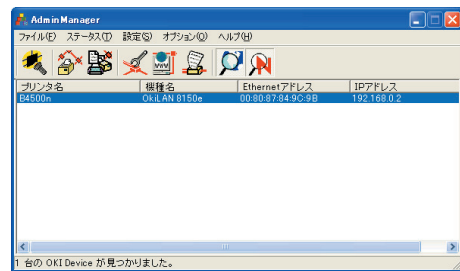 AdminManager
ファイル(F) ステータス(T) 設定(S) オプション(O) ヘルプ(H)
プリンタ名 機種名 Ethernetアドレス IPアドレス
B4500n OkiLAN 8150e 00:80:87:84:9C:9B 192.168.0.2
1 台の OKI Device が見つかりました。